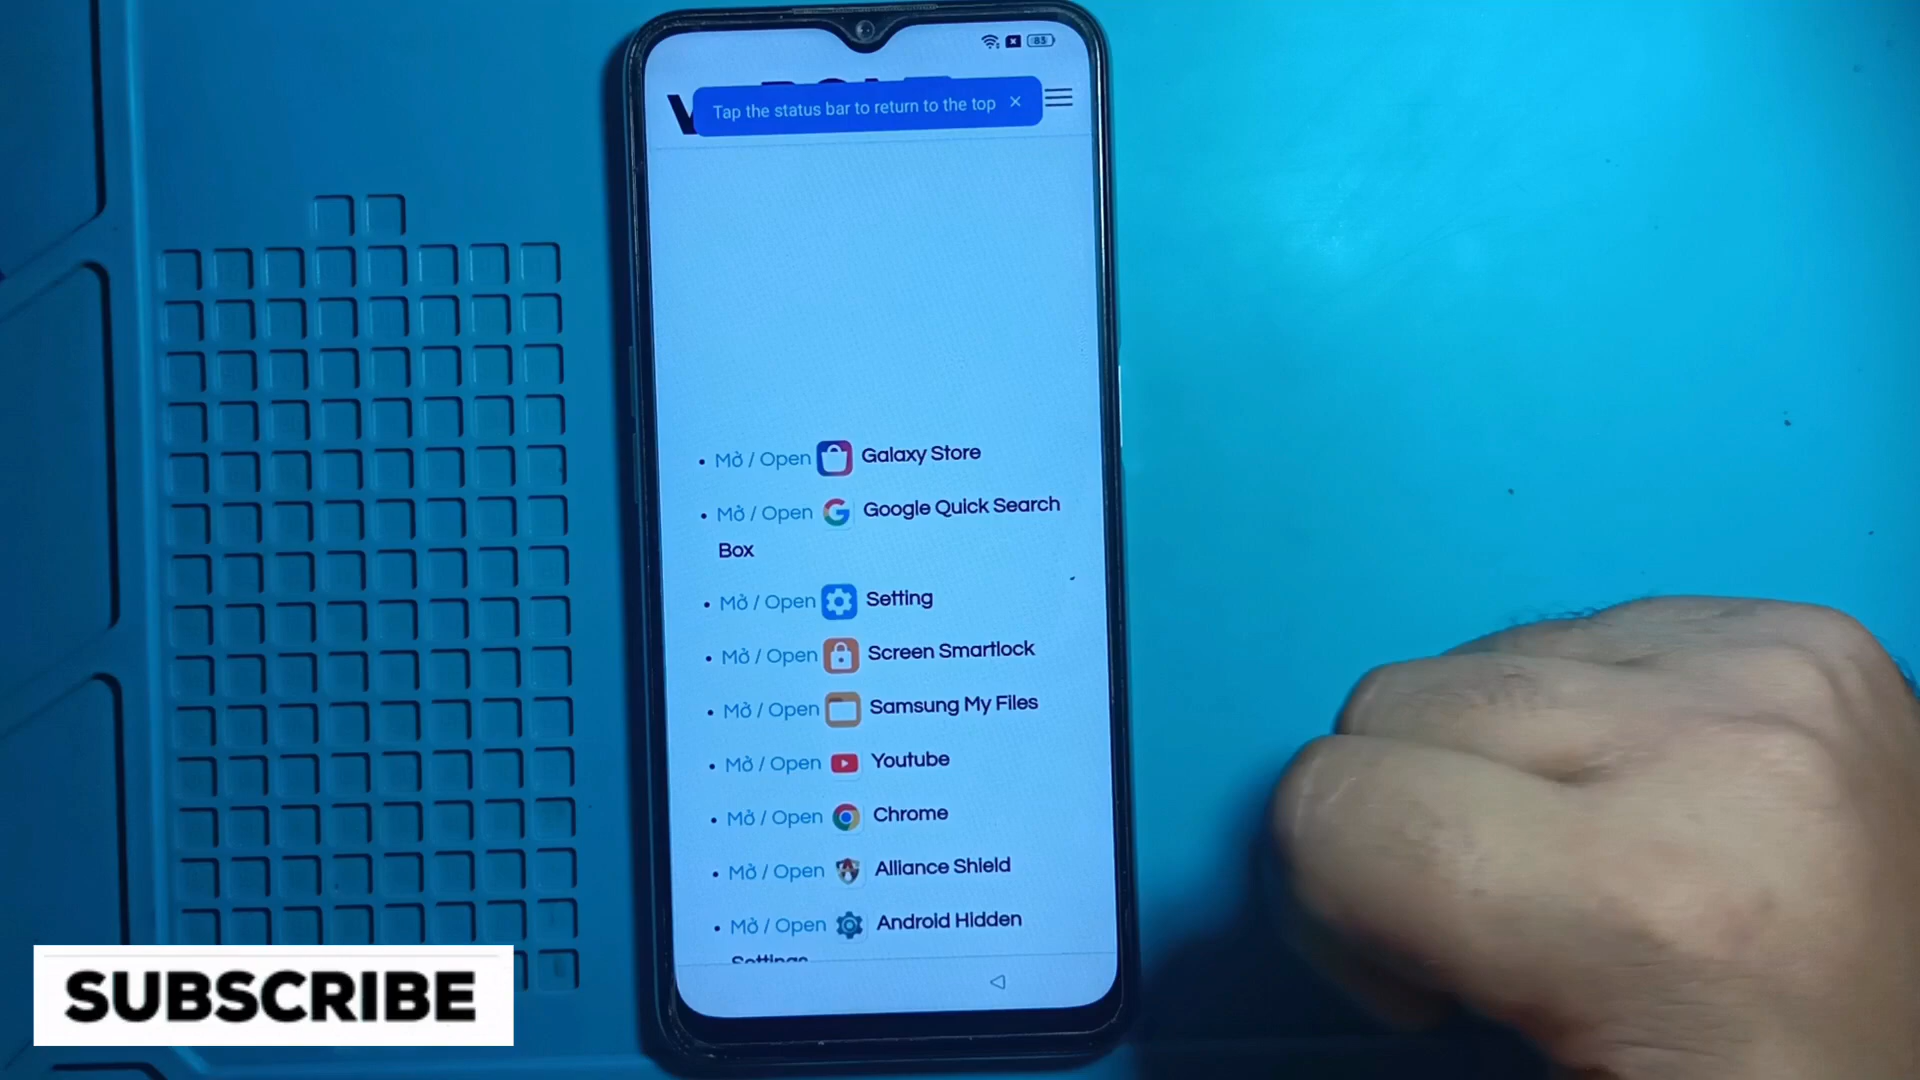 85
Tap the status bar to return to the top ×
Mở / Open Galaxy Store
Mở / Open Google Quick Search
Box
Mở / Open Setting
Mở / Open Screen Smartlock
Mở / Open Samsung My Files
Mở / Open Youtube
Mở / Open Chrome
Mở / Open Alliance Shield
Mở / Open Android Hidden
Settings
SUBSCRIBE